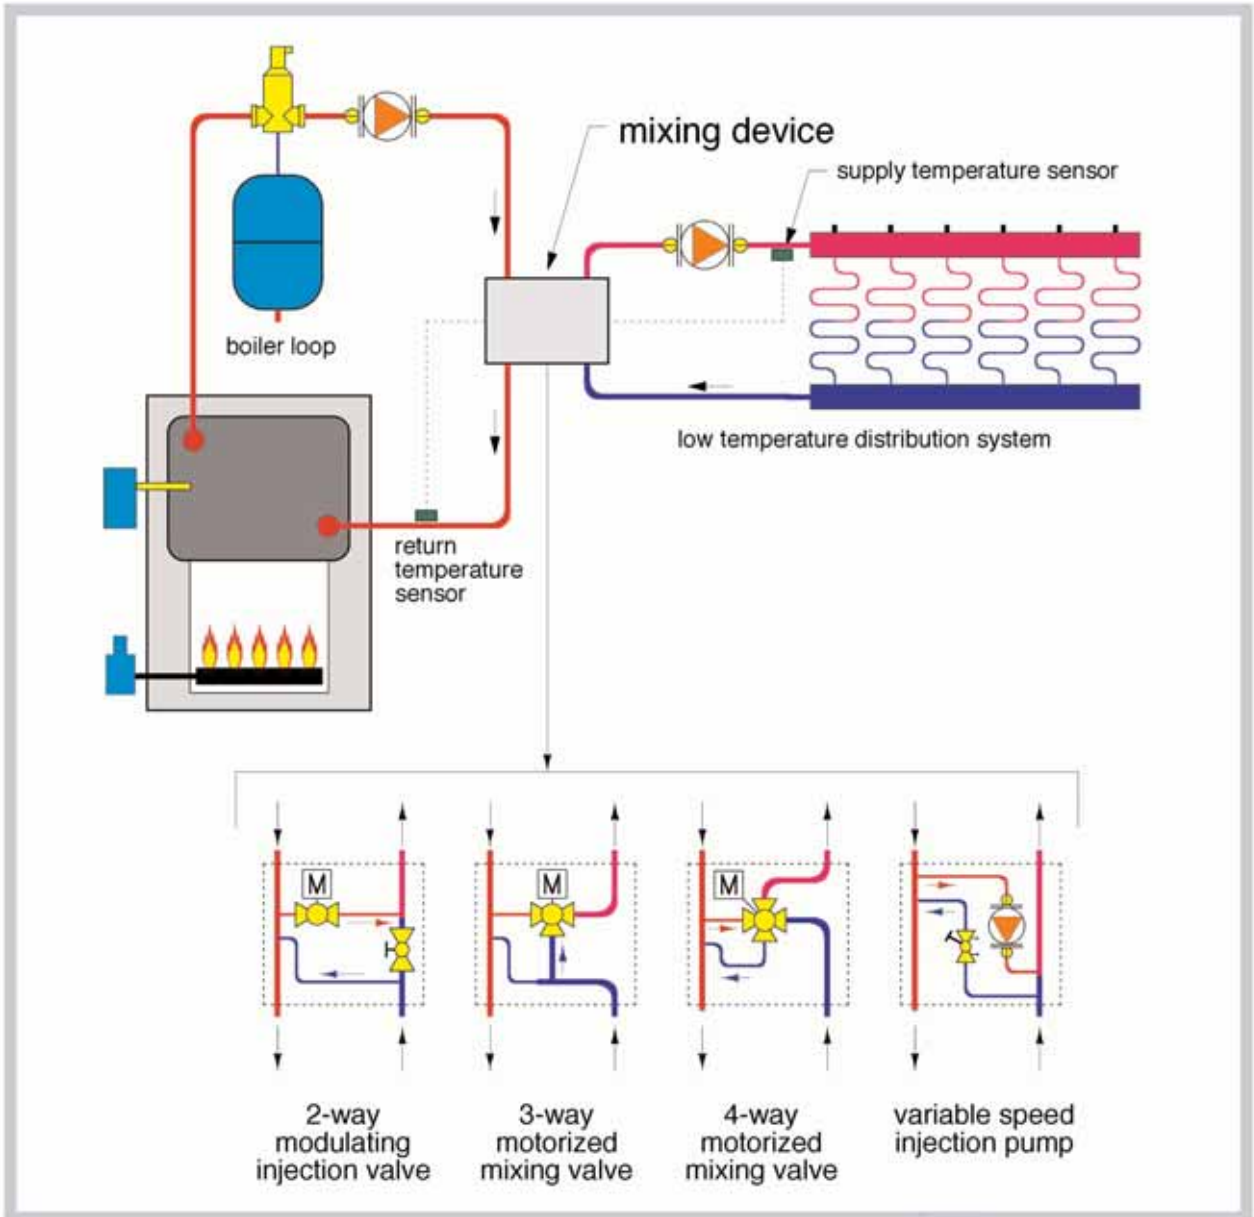 mixing device
supply temperature sensor
boiler loop
low temperature distribution system
return
temperature
sensor
M
M
M
2-way
modulating
injection valve
3-way
motorized
mixing valve
4-way
motorized
mixing valve
variable speed
injection pump